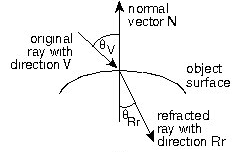 normal
vector N
original
ray with
direction V
θV
object
surface
θRr
refracted
ray with
direction Rr